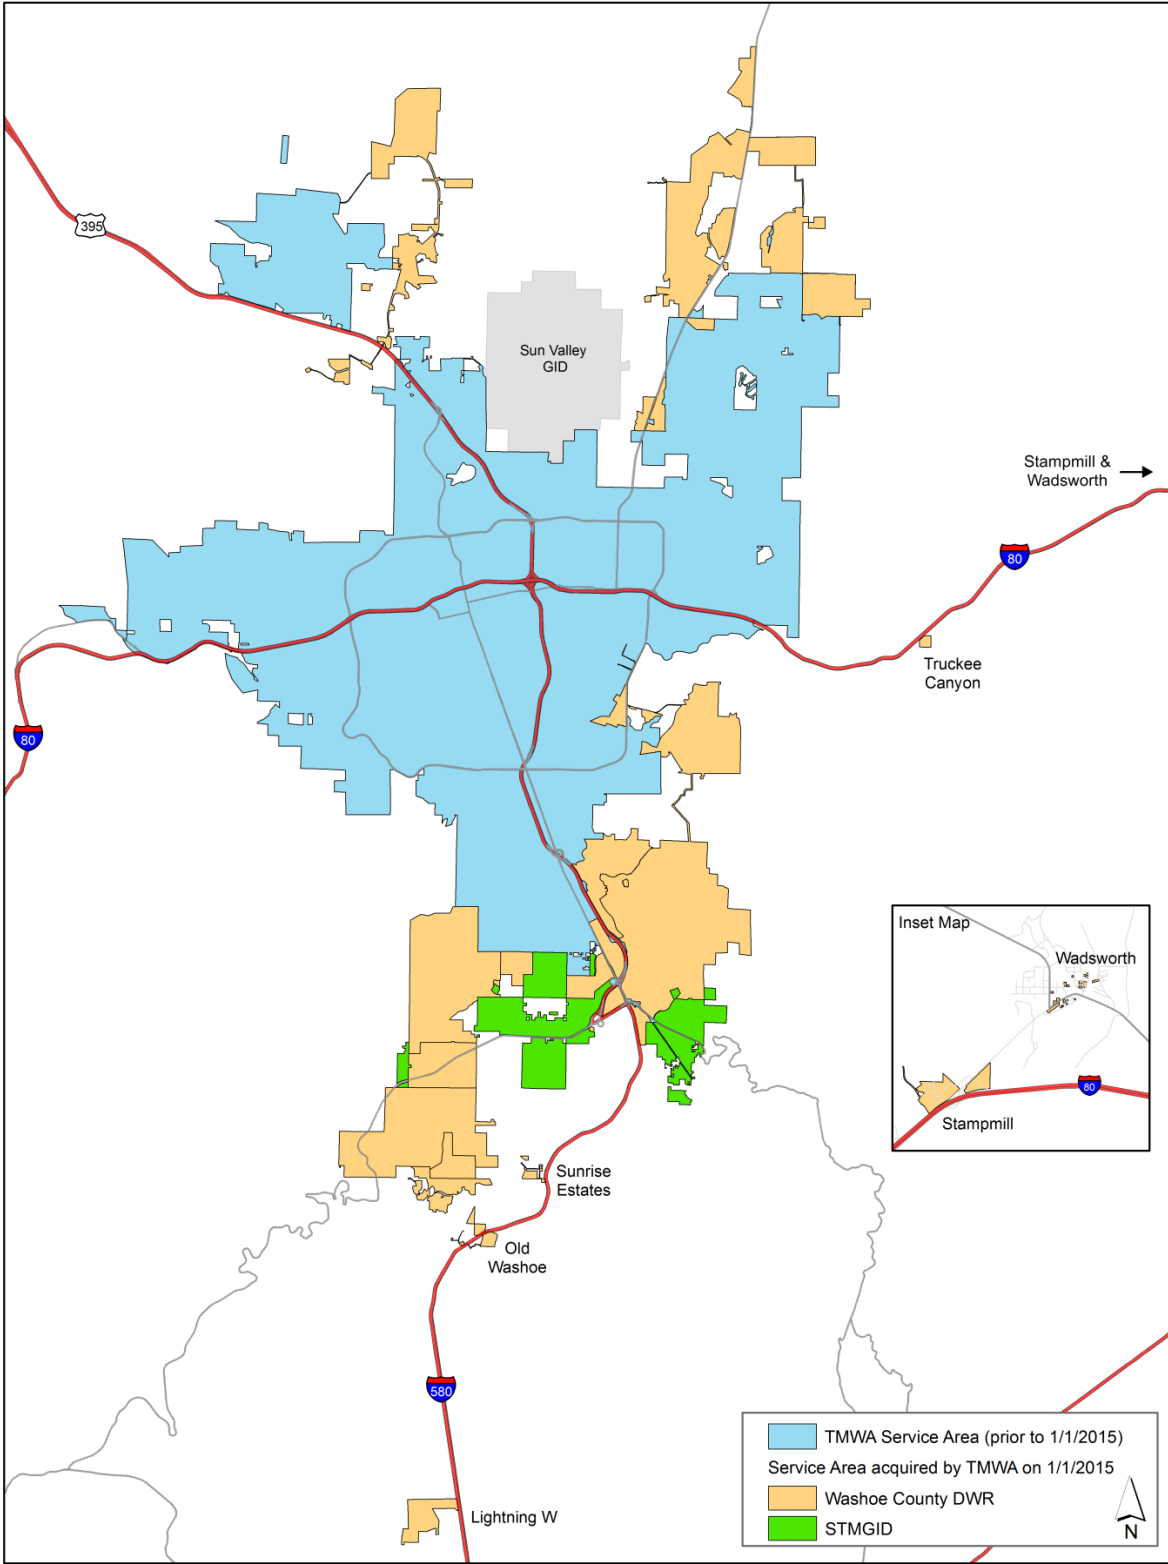 395
Sun Valley
GID
Stampmill &
Wadsworth
80
Truckee
Canyon
80
Inset Map
Wadsworth
80
Stampmill
Sunrise
Estates
Old
Washoe
580
Lightning W
TMWA Service Area (prior to 1/1/2015)
Service Area acquired by TMWA on 1/1/2015
Washoe County DWR
STMGID
N